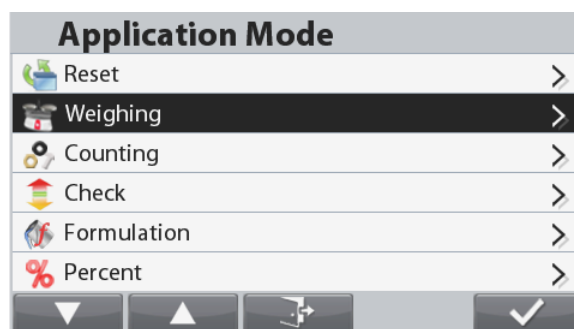 Application Mode
Reset
Weighing
Counting
Check
Formulation
Percent